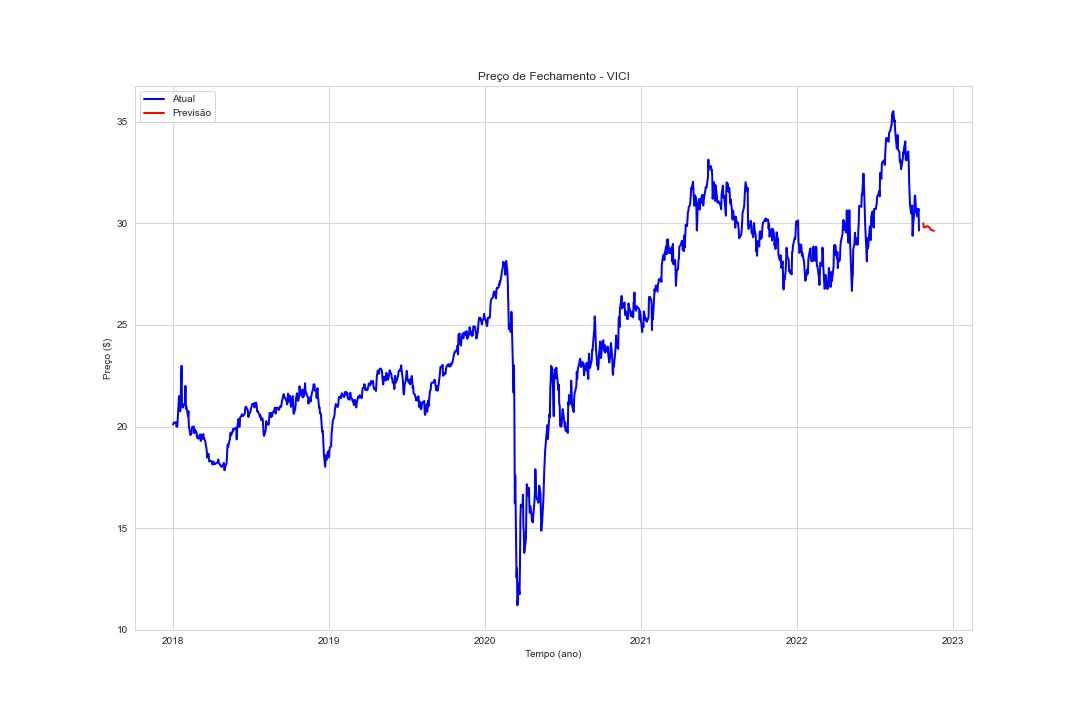 Preço de Fechamento - VICI
Atual
Previsão
35
30
25
20
15
10
Preço ($)
2018 2019 2020 2021 2022 2023
Tempo (ano)